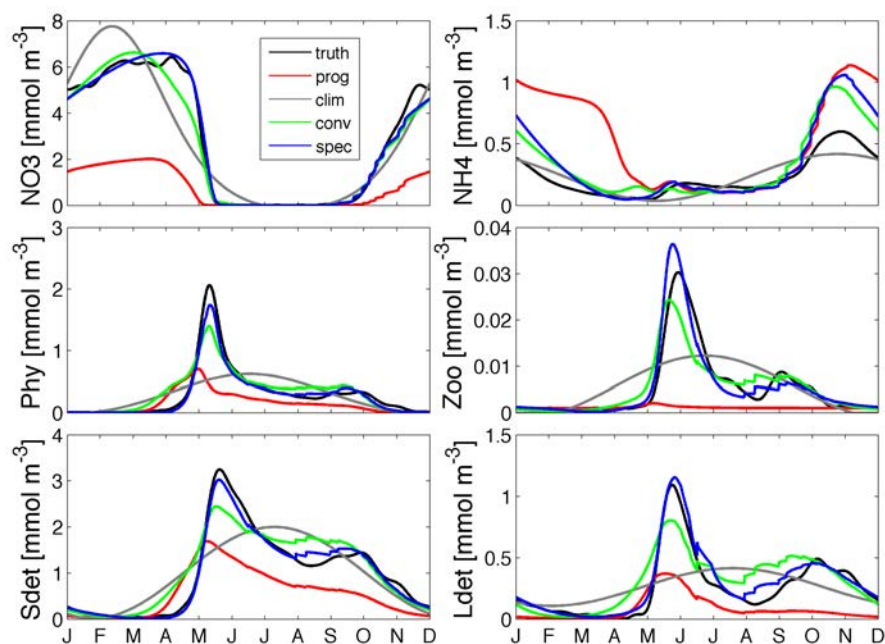 NO3 [mmol m-3]
8
6
4
2
0
truth
prog
clim
conv
spec
NH4 [mmol m-3]
1.5
1
0.5
0
Phy [mmol m-3]
3
2
1
0
Zoo [mmol m-3]
0.04
0.03
0.02
0.01
0
Sdet [mmol m-3]
4
3
2
1
0
J F M A M J J A S O N D
Ldet [mmol m-3]
1.5
1
0.5
0
J F M A M J J A S O N D